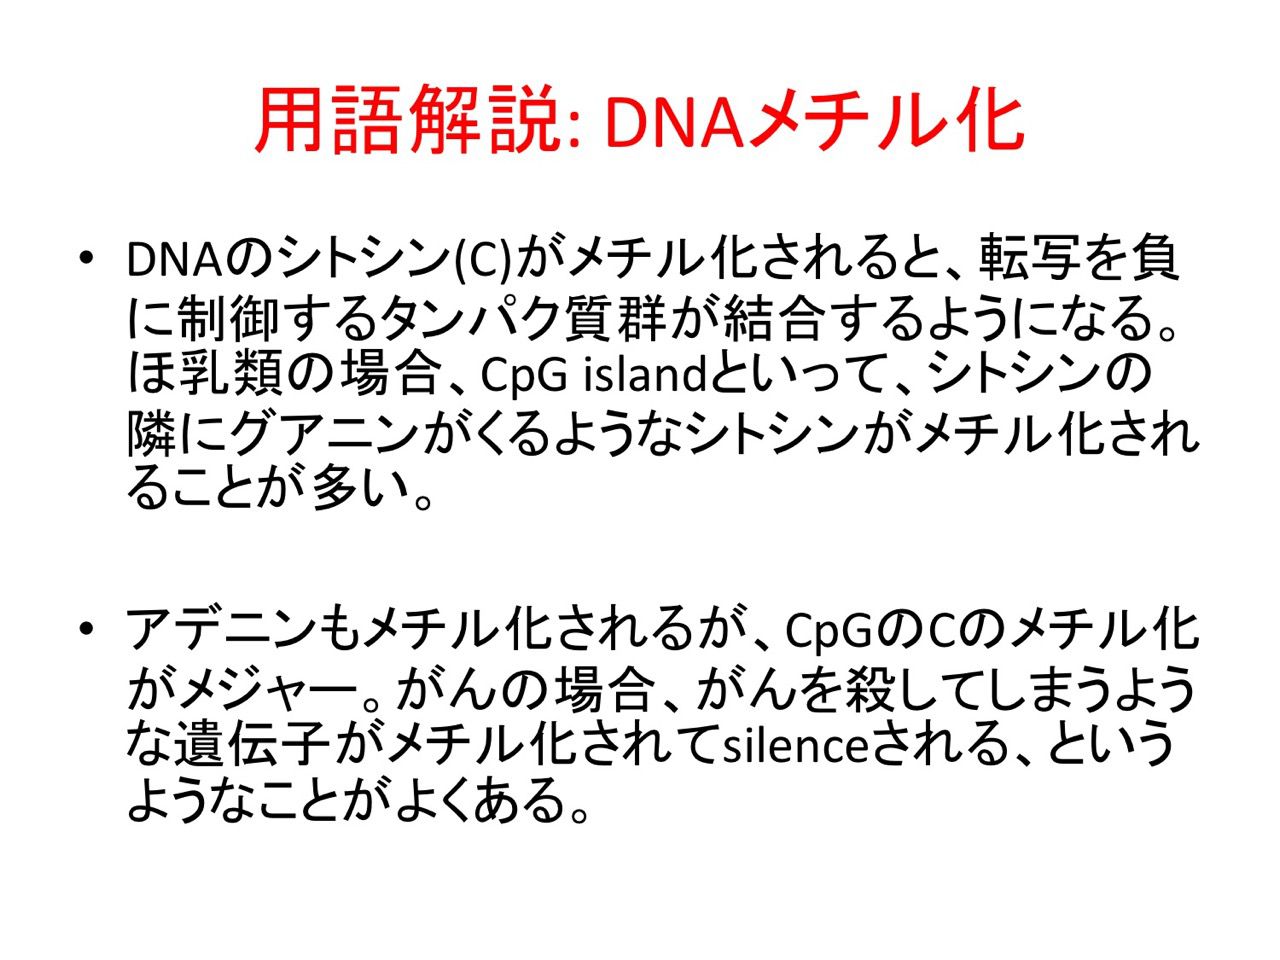 用語解説: DNAメチル化
• DNAのシトシン(C)がメチル化されると、転写を負
に制御するタンパク質群が結合するようになる。
ほ乳類の場合、CpG islandといって、シトシンの
隣にグアニンがくるようなシトシンがメチル化され
ることが多い。
• アデニンもメチル化されるが、CpGのCのメチル化
がメジャー。がんの場合、がんを殺してしまうよう
な遺伝子がメチル化されてsilenceされる、という
ようなことがよくある。